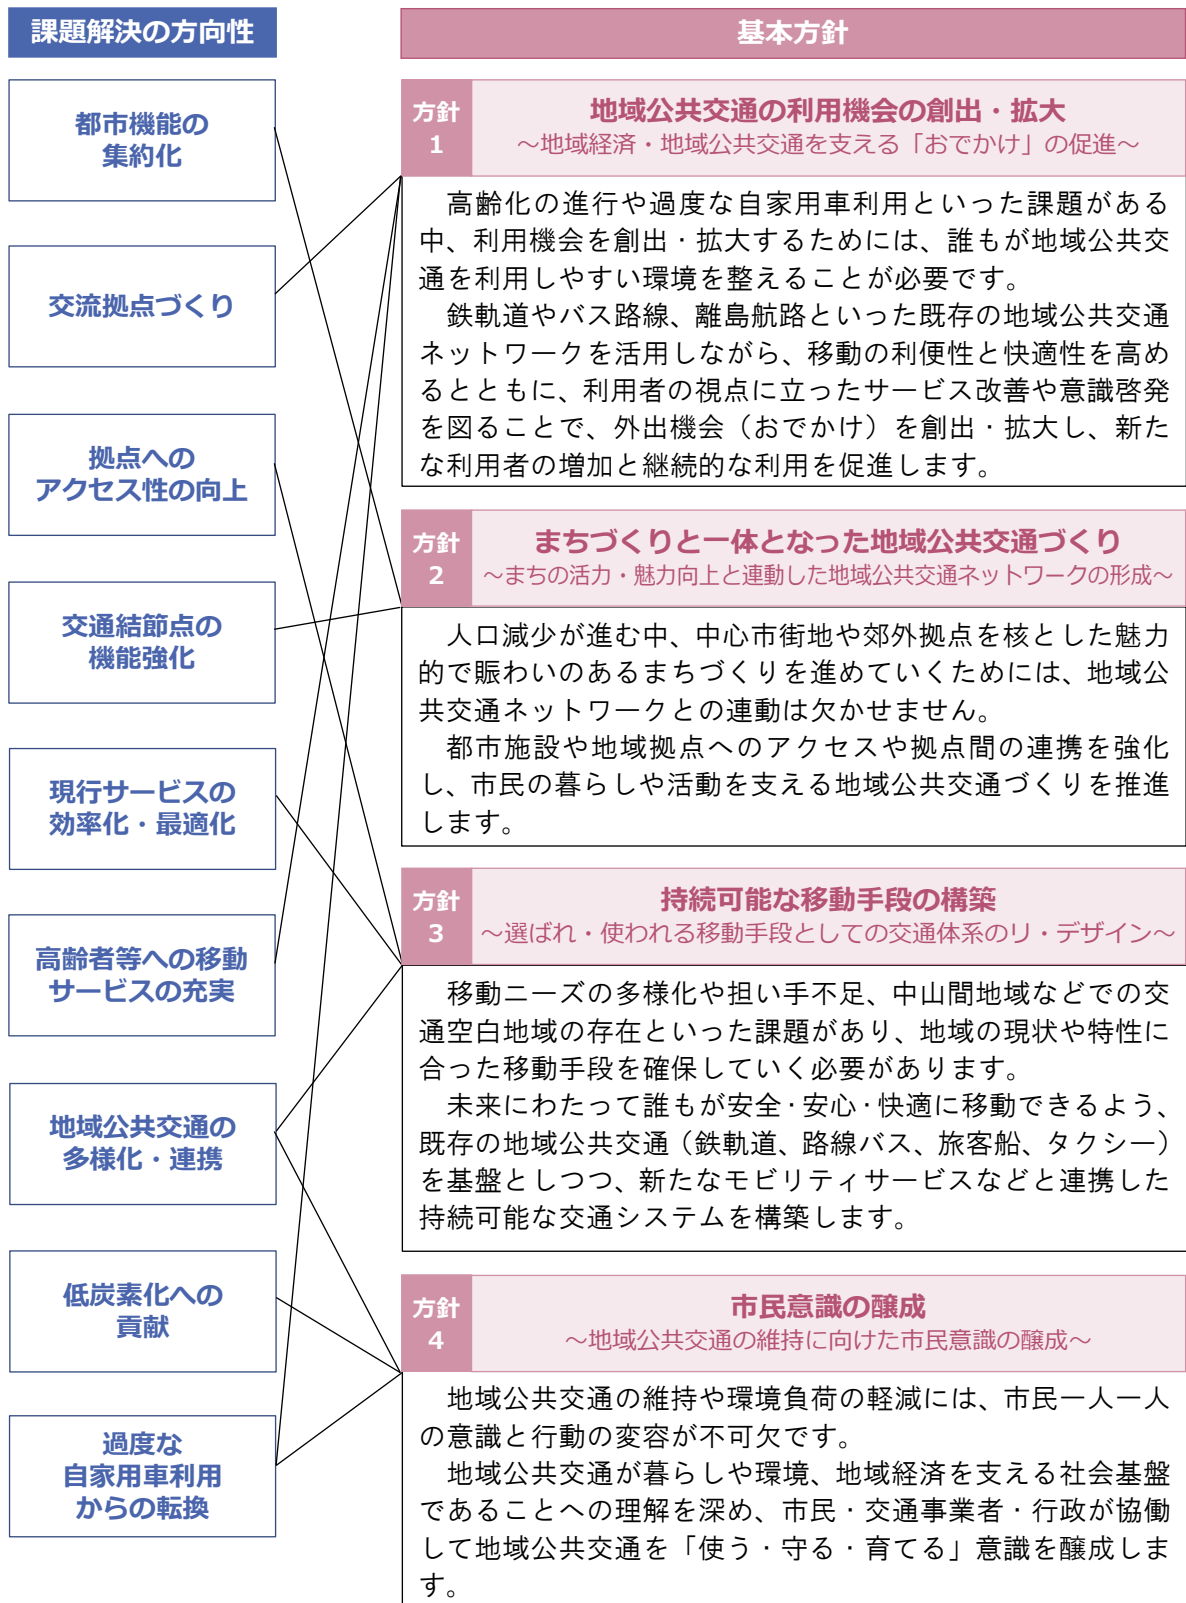 課題解決の方向性
都市機能の
集約化
交流拠点づくり
拠点への
アクセス性の向上
交通結節点の
機能強化
現行サービスの
効率化・最適化
高齢者等への移動
サービスの充実
地域公共交通の
多様化・連携
低炭素化への
貢献
過度な
自家用車利用
からの転換
基本方針
方針
1
地域公共交通の利用機会の創出・拡大
～地域経済・地域公共交通を支える「おでかけ」の促進～
高齢化の進行や過度な自家用車利用といった課題がある
中、利用機会を創出・拡大するためには、誰もが地域公共交
通を利用しやすい環境を整えることが必要です。
鉄軌道やバス路線、離島航路といった既存の地域公共交通
ネットワークを活用しながら、移動の利便性と快適性を高め
るとともに、利用者の視点に立ったサービス改善や意識啓発
を図ることで、外出機会（おでかけ）を創出・拡大し、新た
な利用者の増加と継続的な利用を促進します。
方針
2
まちづくりと一体となった地域公共交通づくり
～まちの活力・魅力向上と連動した地域公共交通ネットワークの形成～
人口減少が進む中、中心市街地や郊外拠点を核とした魅力
的で賑わいのあるまちづくりを進めていくためには、地域公
共交通ネットワークとの連動は欠かせません。
都市施設や地域拠点へのアクセスや拠点間の連携を強化
し、市民の暮らしや活動を支える地域公共交通づくりを推進
します。
方針
3
持続可能な移動手段の構築
～選ばれ・使われる移動手段としての交通体系のリ・デザイン～
移動ニーズの多様化や担い手不足、中山間地域などでの交
通空白地域の存在といった課題があり、地域の現状や特性に
合った移動手段を確保していく必要があります。
未来にわたって誰もが安全・安心・快適に移動できるよう、
既存の地域公共交通（鉄軌道、路線バス、旅客船、タクシー）
を基盤としつつ、新たなモビリティサービスなどと連携した
持続可能な交通システムを構築します。
方針
4
市民意識の醸成
～地域公共交通の維持に向けた市民意識の醸成～
地域公共交通の維持や環境負荷の軽減には、市民一人一人
の意識と行動の変容が不可欠です。
地域公共交通が暮らしや環境、地域経済を支える社会基盤
であることへの理解を深め、市民・交通事業者・行政が協働
して地域公共交通を「使う・守る・育てる」意識を醸成しま
す。